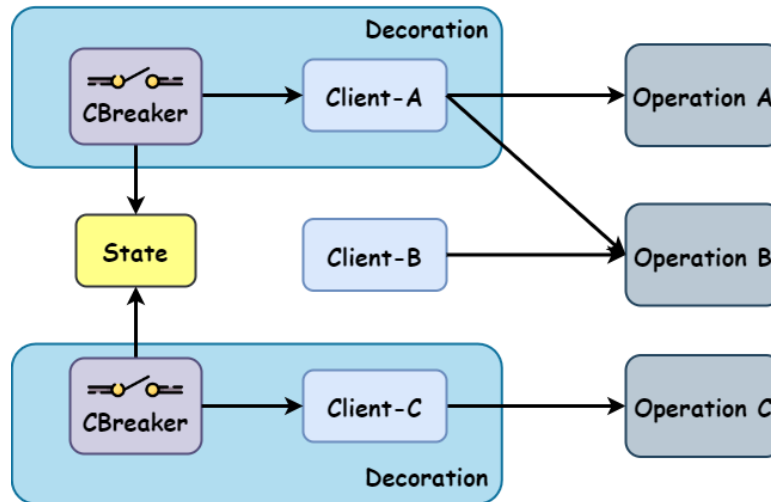 Decoration
CBreaker
Client-A
Operation A
State
Client-B
Operation B
CBreaker
Client-C
Operation C
Decoration